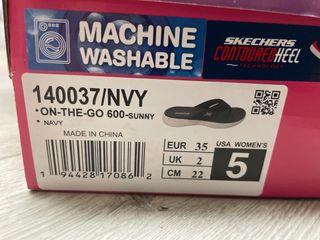 MACHINE
WASHABLE
SKECHERS
CONTOURED HEEL
TECHNOLOGY
140037/NVY
• ON-THE-GO 600-SUNNY
• NAVY
MADE IN CHINA
EUR 35
UK 2
CM 22
USA WOMEN'S
5
1 94428 17086 2